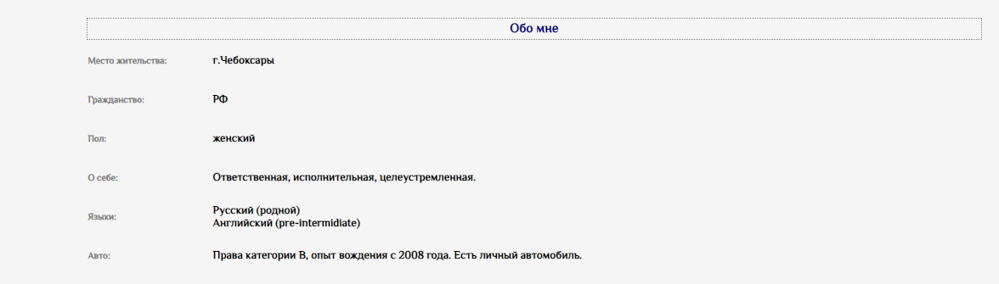 Обо мне
Место жительства: г.Чебоксары
Гражданство: РФ
Пол: женский
О себе: Ответственная, исполнительная, целеустремленная.
Языки: Русский (родной)
Английский (pre-intermidiate)
Авто: Права категории В, опыт вождения с 2008 года. Есть личный автомобиль.